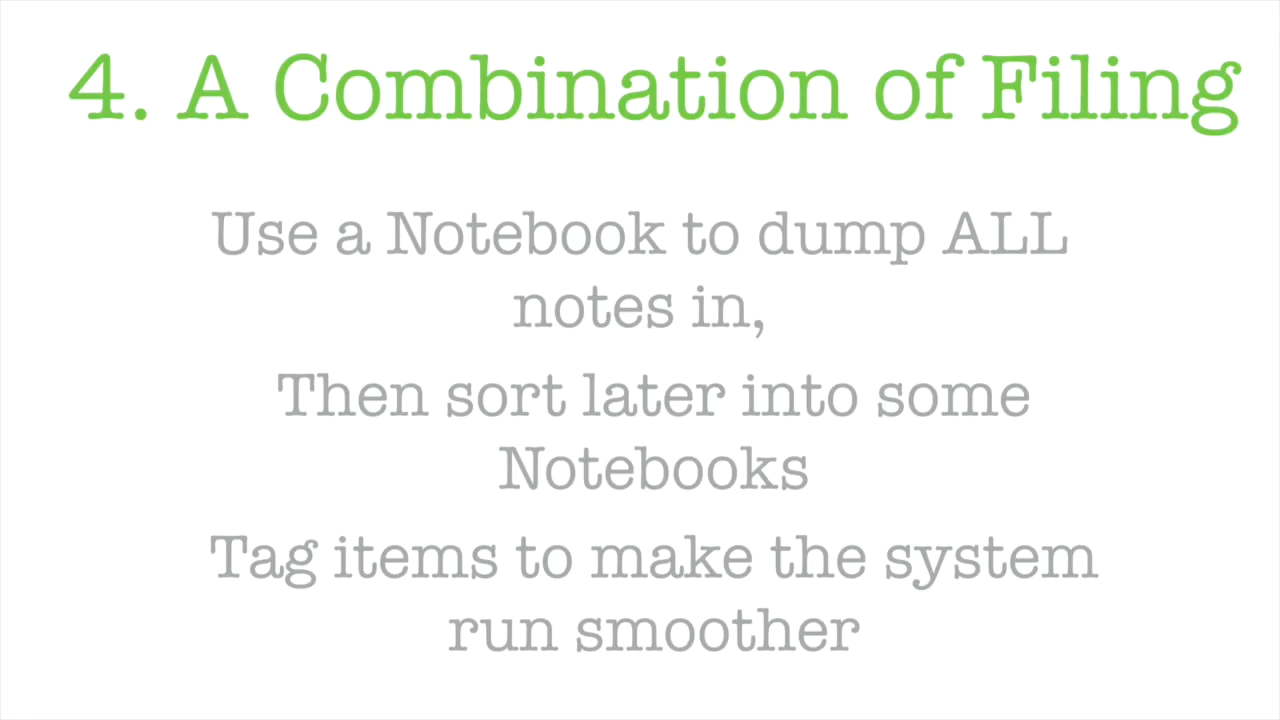 4. A Combination of Filing
Use a Notebook to dump ALL
notes in,
Then sort later into some
Notebooks
Tag items to make the system
run smoother